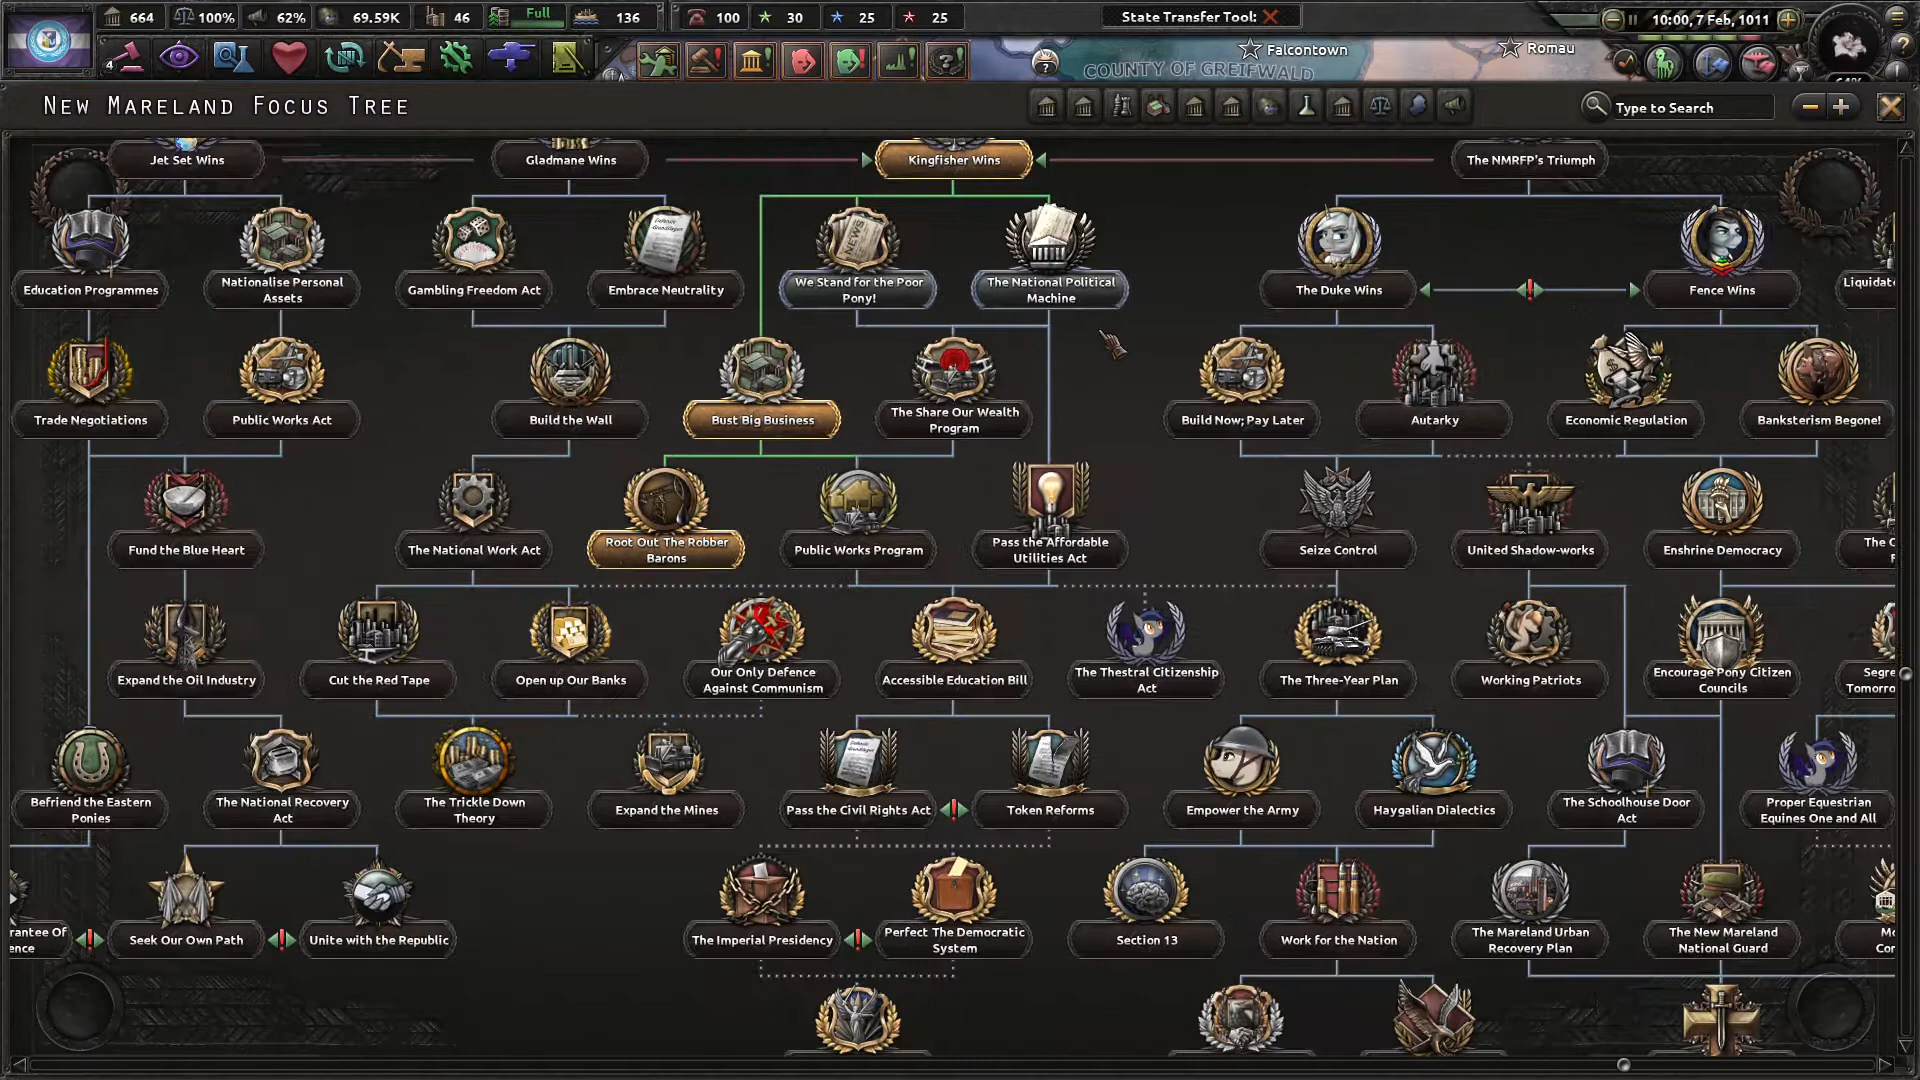 664
100%
62%
69.59K
46
Full
136
100
30
25
25
State Transfer Tool:
10:00, 7 Feb, 1011
4
Falcontown
Romau
COUNTY OF GREIFWALD
64%
New Mareland Focus Tree
Type to Search
Jet Set Wins
Gladmane Wins
Kingfisher Wins
The NMRFP's Triumph
Education Programmes
Nationalise Personal
Assets
Gambling Freedom Act
Embrace Neutrality
We Stand for the Poor
Pony!
The National Political
Machine
The Duke Wins
Fence Wins
Liquidat
Trade Negotiations
Public Works Act
Build the Wall
Bust Big Business
The Share Our Wealth
Program
Build Now; Pay Later
Autarky
Economic Regulation
Banksterism Begone!
Fund the Blue Heart
The National Work Act
Root Out The Robber
Barons
Public Works Program
Pass the Affordable
Utilities Act
Seize Control
United Shadow-works
Enshrine Democracy
Expand the Oil Industry
Cut the Red Tape
Open up Our Banks
Our Only Defence
Against Communism
Accessible Education Bill
The Thestral Citizenship
Act
The Three-Year Plan
Working Patriots
Encourage Pony Citizen
Councils
Segre
Tomorro
Befriend the Eastern
Ponies
The National Recovery
Act
The Trickle Down
Theory
Expand the Mines
Pass the Civil Rights Act
Token Reforms
Empower the Army
Haygalian Dialectics
The Schoolhouse Door
Act
Proper Equestrian
Equines One and All
rantee Of
ence
Seek Our Own Path
Unite with the Republic
The Imperial Presidency
Perfect The Democratic
System
Section 13
Work for the Nation
The Mareland Urban
Recovery Plan
The New Mareland
National Guard